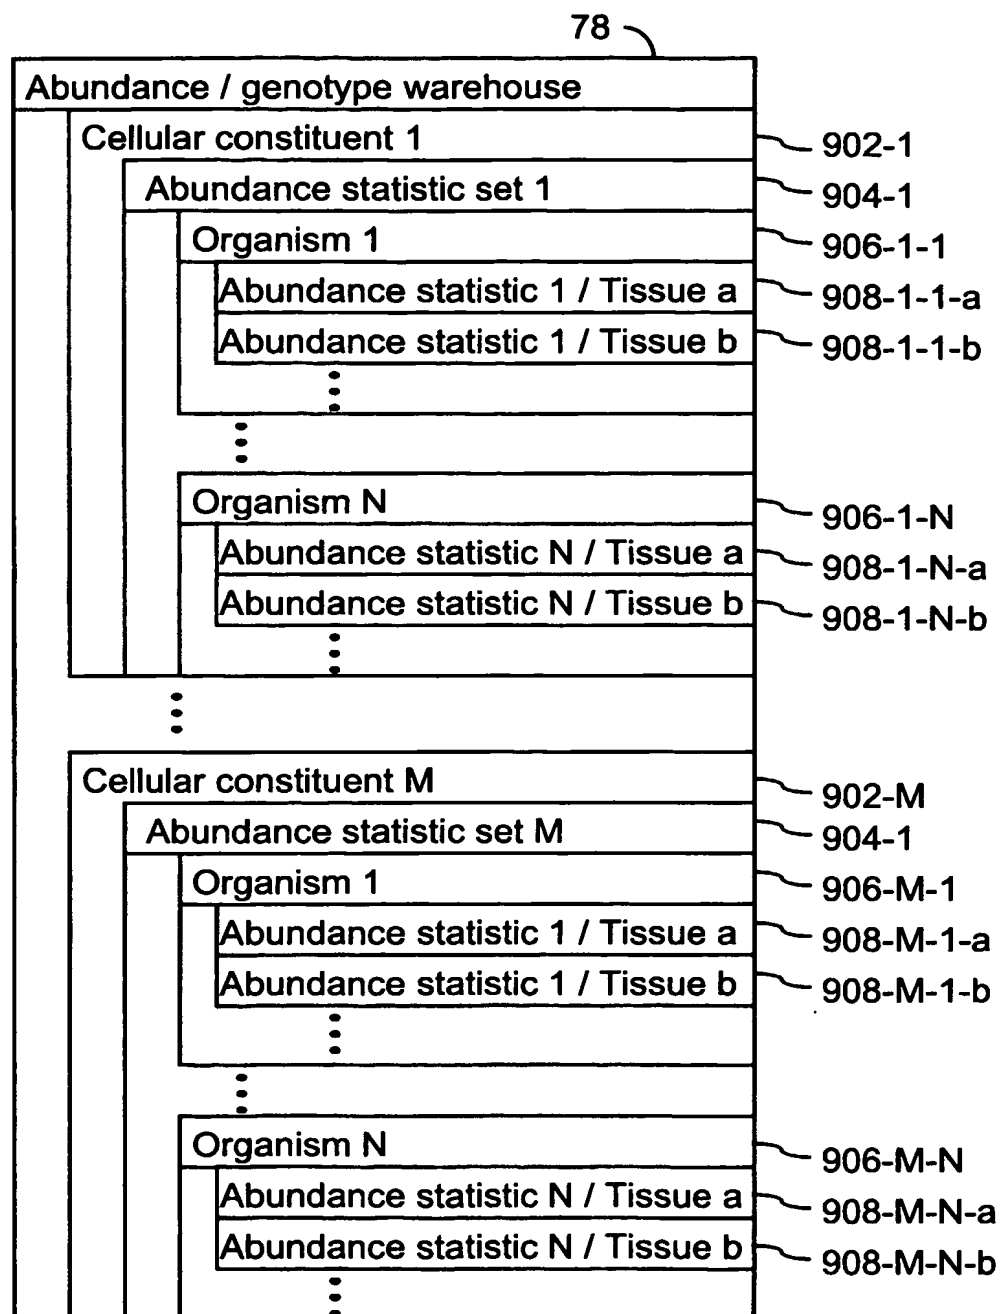 78
Abundance / genotype warehouse
Cellular constituent 1 902-1
Abundance statistic set 1 904-1
Organism 1 906-1-1
Abundance statistic 1 / Tissue a 908-1-1-a
Abundance statistic 1 / Tissue b 908-1-1-b
Organism N 906-1-N
Abundance statistic N / Tissue a 908-1-N-a
Abundance statistic N / Tissue b 908-1-N-b
Cellular constituent M 902-M
Abundance statistic set M 904-1
Organism 1 906-M-1
Abundance statistic 1 / Tissue a 908-M-1-a
Abundance statistic 1 / Tissue b 908-M-1-b
Organism N 906-M-N
Abundance statistic N / Tissue a 908-M-N-a
Abundance statistic N / Tissue b 908-M-N-b